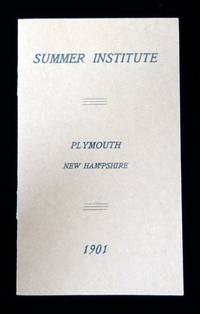 SUMMER INSTITUTE
PLYMOUTH
NEW HAMPSHIRE
1901